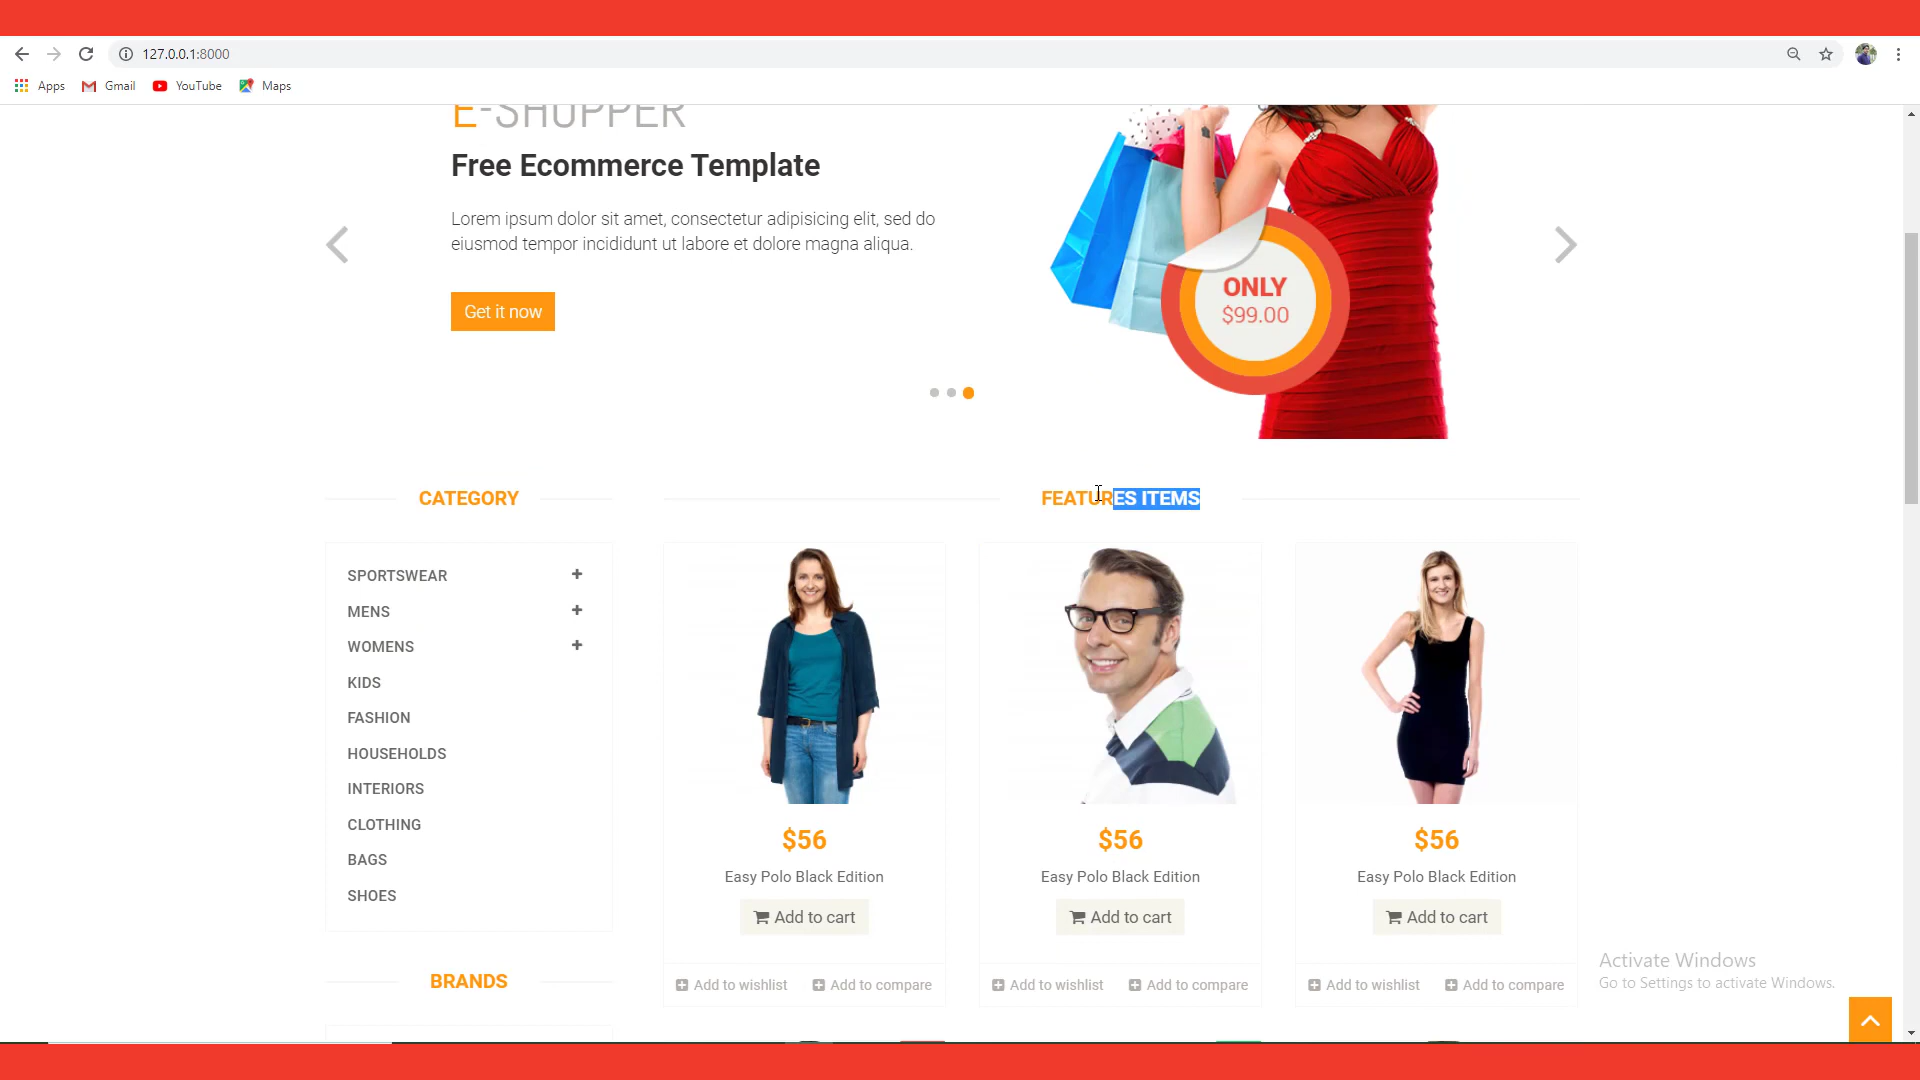 127.0.0.1:8000
Apps
Gmail
YouTube
Maps
E-SHOPPER
Free Ecommerce Template
Lorem ipsum dolor sit amet, consectetur adipisicing elit, sed do
eiusmod tempor incididunt ut labore et dolore magna aliqua.
Get it now
ONLY
$99.00
CATEGORY
SPORTSWEAR
MENS
WOMENS
KIDS
FASHION
HOUSEHOLDS
INTERIORS
CLOTHING
BAGS
SHOES
BRANDS
FEATURES ITEMS
$56
Easy Polo Black Edition
Add to cart
Add to wishlist
Add to compare
$56
Easy Polo Black Edition
Add to cart
Add to wishlist
Add to compare
$56
Easy Polo Black Edition
Add to cart
Add to wishlist
Add to compare
Activate Windows
Go to Settings to activate Windows.